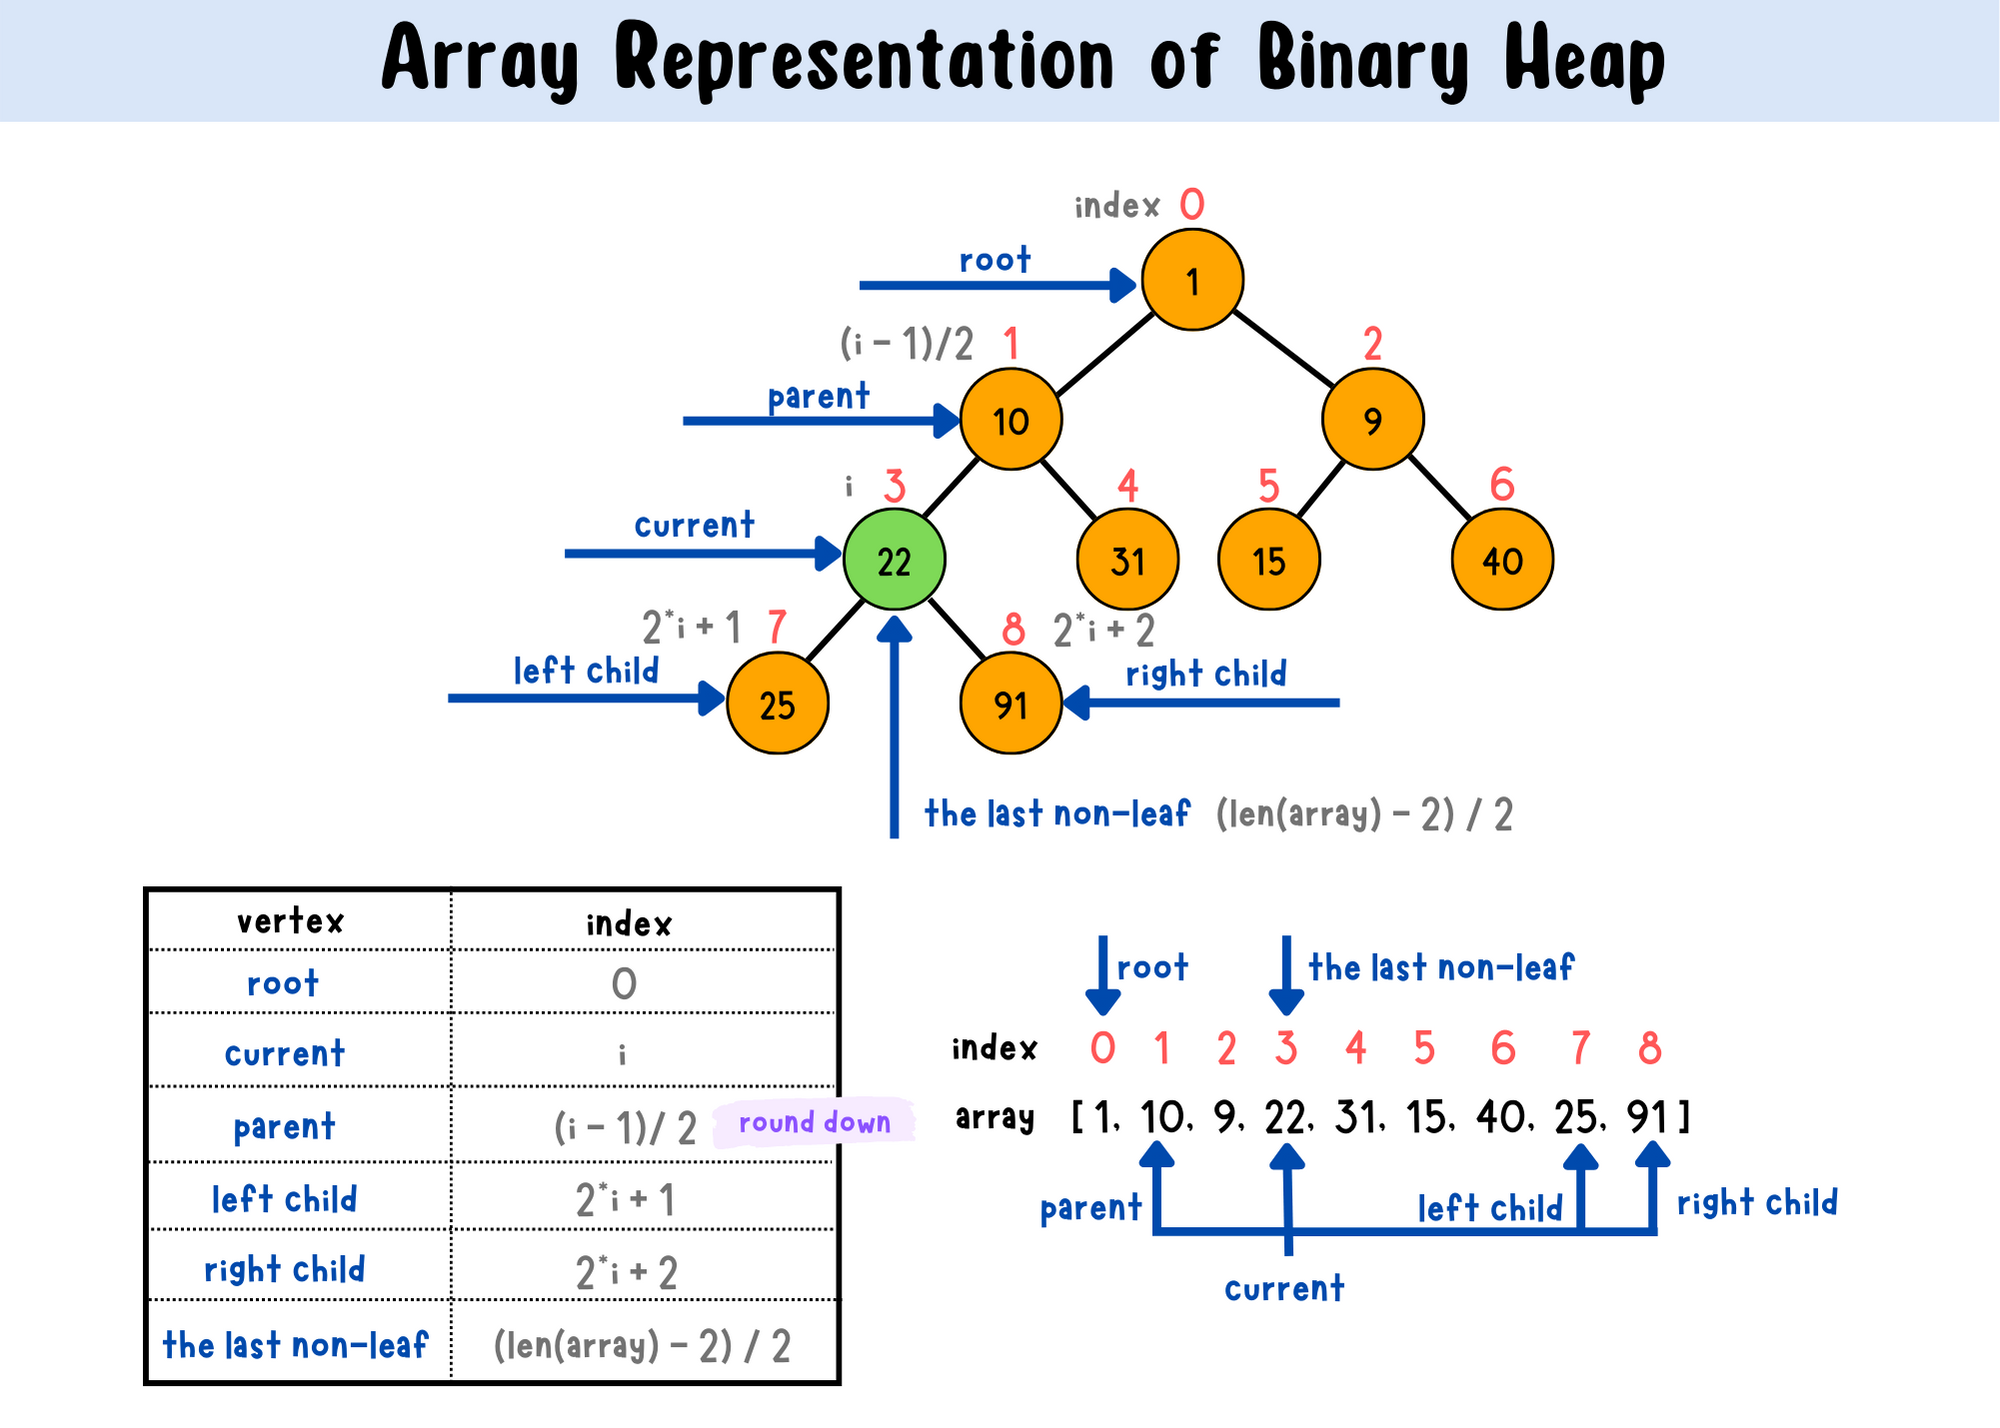 Array Representation of Binary Heap
index 0
root
1
(i - 1)/2 1
2
parent
10
9
i 3
4
5
6
current
22
31
15
40
2*i + 1 7
8 2*i + 2
left child
right child
25
91
the last non-leaf (len(array) - 2) / 2
vertex index
root 0
current i
parent (i - 1)/ 2 round down
left child 2*i + 1
right child 2*i + 2
the last non-leaf (len(array) - 2) / 2
root the last non-leaf
index 0 1 2 3 4 5 6 7 8
array [ 1, 10, 9, 22, 31, 15, 40, 25, 91 ]
parent left child right child
current